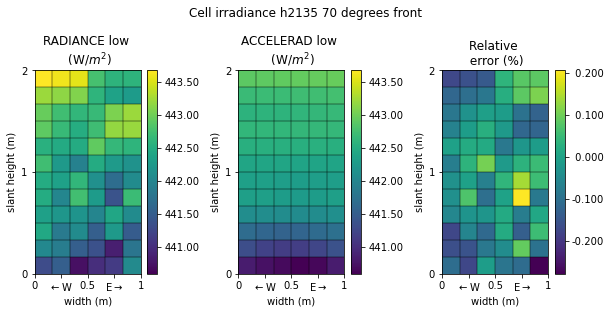 Cell irradiance h2135 70 degrees front
RADIANCE low
(W/m²)
2
1
0
slant height (m)
0
←W
0.5
E→
1
width (m)
443.50
443.00
442.50
442.00
441.50
441.00
ACCELERAD low
(W/m²)
2
1
0
slant height (m)
0
←W
0.5
E→
1
width (m)
443.50
443.00
442.50
442.00
441.50
441.00
Relative
error (%)
2
1
0
slant height (m)
0
←W
0.5
E→
1
width (m)
0.200
0.100
0.000
-0.100
-0.200